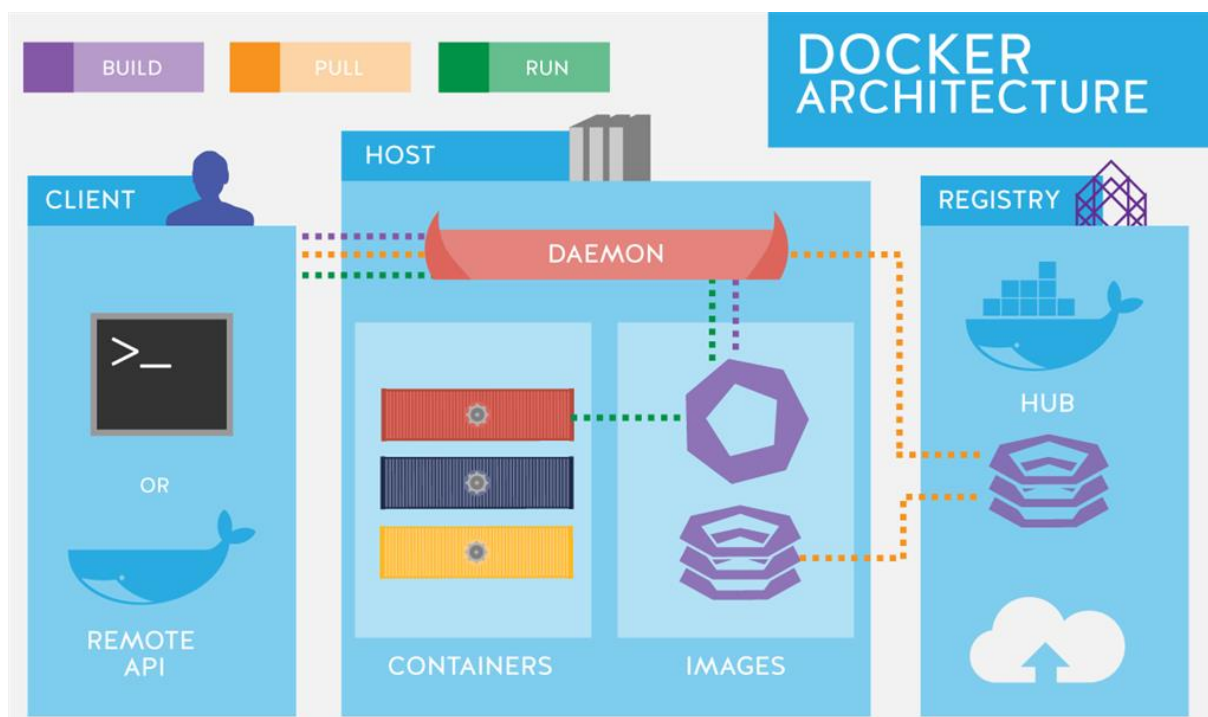 BUILD
PULL
RUN
DOCKER
ARCHITECTURE
CLIENT
HOST
REGISTRY
DAEMON
>_
OR
REMOTE
API
CONTAINERS
IMAGES
HUB